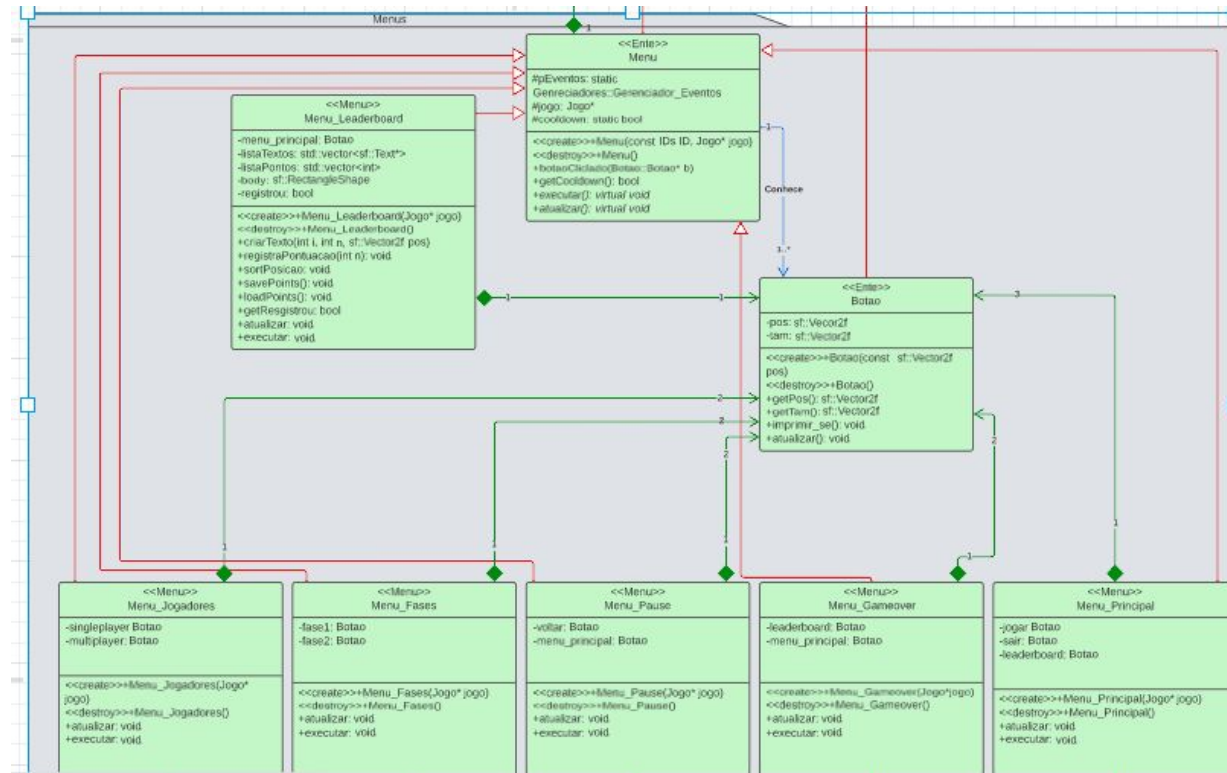 Menus
1
<<Ente>>
Menu
#pEventos: static
Genreciadores::Gerenciador_Eventos
#jogo: Jogo*
#cooldown: static bool
<<create>>+Menu(const IDs ID, Jogo* jogo)
<<destroy>>+Menu()
+botaoClicado(Botao::Botao* b)
+getCooldown(): bool
+executar(): virtual void
+atualizar(): virtual void
<<Menu>>
Menu_Leaderboard
-menu_principal: Botao
-listaTextos: std::vector<sf::Text*>
-listaPontos: std::vector<int>
-body: sf::RectangleShape
-registrou: bool
<<create>>+Menu_Leaderboard(Jogo* jogo)
<<destroy>>+Menu_Leaderboard()
+criarTexto(int i, int n, sf::Vector2f pos)
+registraPontuacao(int n): void
+sortPosicao: void
+savePoints(): void
+loadPoints(): void
+getResgistrou: bool
+atualizar: void
+executar: void
1
Conhece
1..*
1
1
<<Ente>>
Botao
-pos: sf::Vecor2f
-tam: sf::Vector2f
<<create>>+Botao(const sf::Vector2f
pos)
<<destroy>>+Botao()
+getPos(): sf::Vector2f
+getTam(): sf::Vector2f
+imprimir_se(): void
+atualizar(): void
3
2
2
2
2
1
1
1
1
1
<<Menu>>
Menu_Jogadores
-singleplayer Botao
-multiplayer: Botao
<<create>>+Menu_Jogadores(Jogo*
jogo)
<<destroy>>+Menu_Jogadores()
+atualizar: void
+executar: void
<<Menu>>
Menu_Fases
-fase1: Botao
-fase2: Botao
<<create>>+Menu_Fases(Jogo* jogo)
<<destroy>>+Menu_Fases()
+atualizar: void
+executar: void
<<Menu>>
Menu_Pause
-voltar: Botao
-menu_principal: Botao
<<create>>+Menu_Pause(Jogo* jogo)
<<destroy>>+Menu_Pause()
+atualizar: void
+executar: void
<<Menu>>
Menu_Gameover
-leaderboard: Botao
-menu_principal: Botao
<<create>>+Menu_Gameover(Jogo*jogo)
<<destroy>>+Menu_Gameover()
+atualizar: void
+executar: void
<<Menu>>
Menu_Principal
-jogar Botao
-sair: Botao
-leaderboard: Botao
<<create>>+Menu_Principal(Jogo* jogo)
<<destroy>>+Menu_Principal()
+atualizar: void
+executar: void